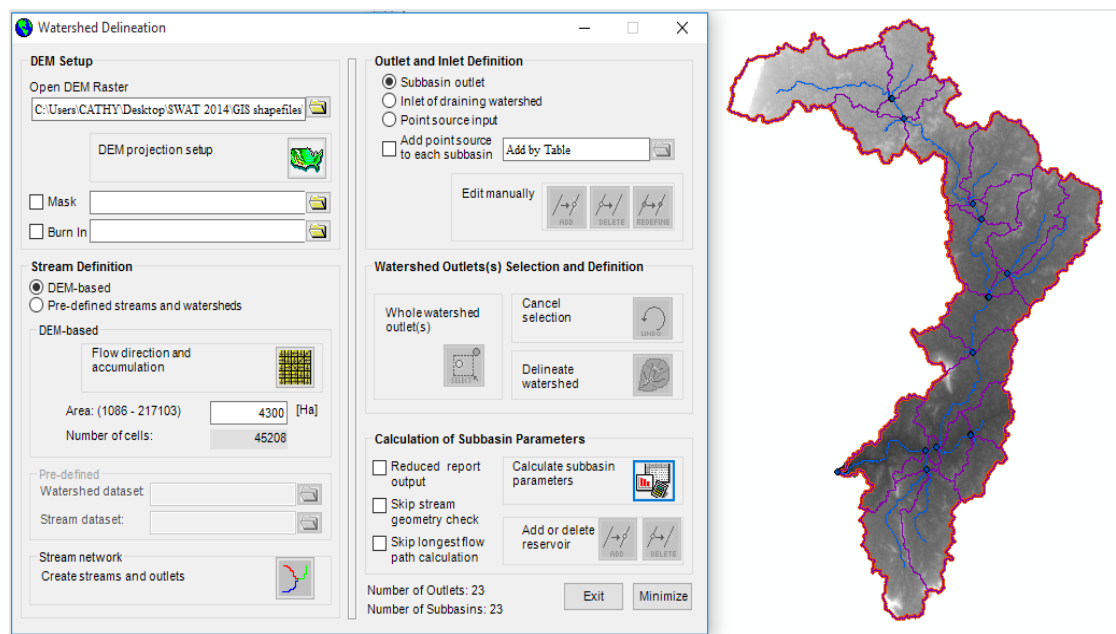 Watershed Delineation
DEM Setup
Open DEM Raster
C:\Users\CATHY\Desktop\SWAT 2014\GIS shapefiles\
DEM projection setup
Mask
Burn In
Stream Definition
DEM-based
Pre-defined streams and watersheds
DEM-based
Flow direction and
accumulation
Area: (1086 - 217103)
4300
[Ha]
Number of cells:
45208
Pre-defined
Watershed dataset:
Stream dataset:
Stream network
Create streams and outlets
Outlet and Inlet Definition
Subbasin outlet
Inlet of draining watershed
Point source input
Add point source
to each subbasin
Add by Table
Edit manually
ADD
DELETE
REDEFINE
Watershed Outlets(s) Selection and Definition
Whole watershed
outlet(s)
SELECT
Cancel
selection
UNDO
Delineate
watershed
Calculation of Subbasin Parameters
Reduced report
output
Skip stream
geometry check
Skip longest flow
path calculation
Calculate subbasin
parameters
Add or delete
reservoir
ADD
DELETE
Number of Outlets: 23
Number of Subbasins: 23
Exit
Minimize